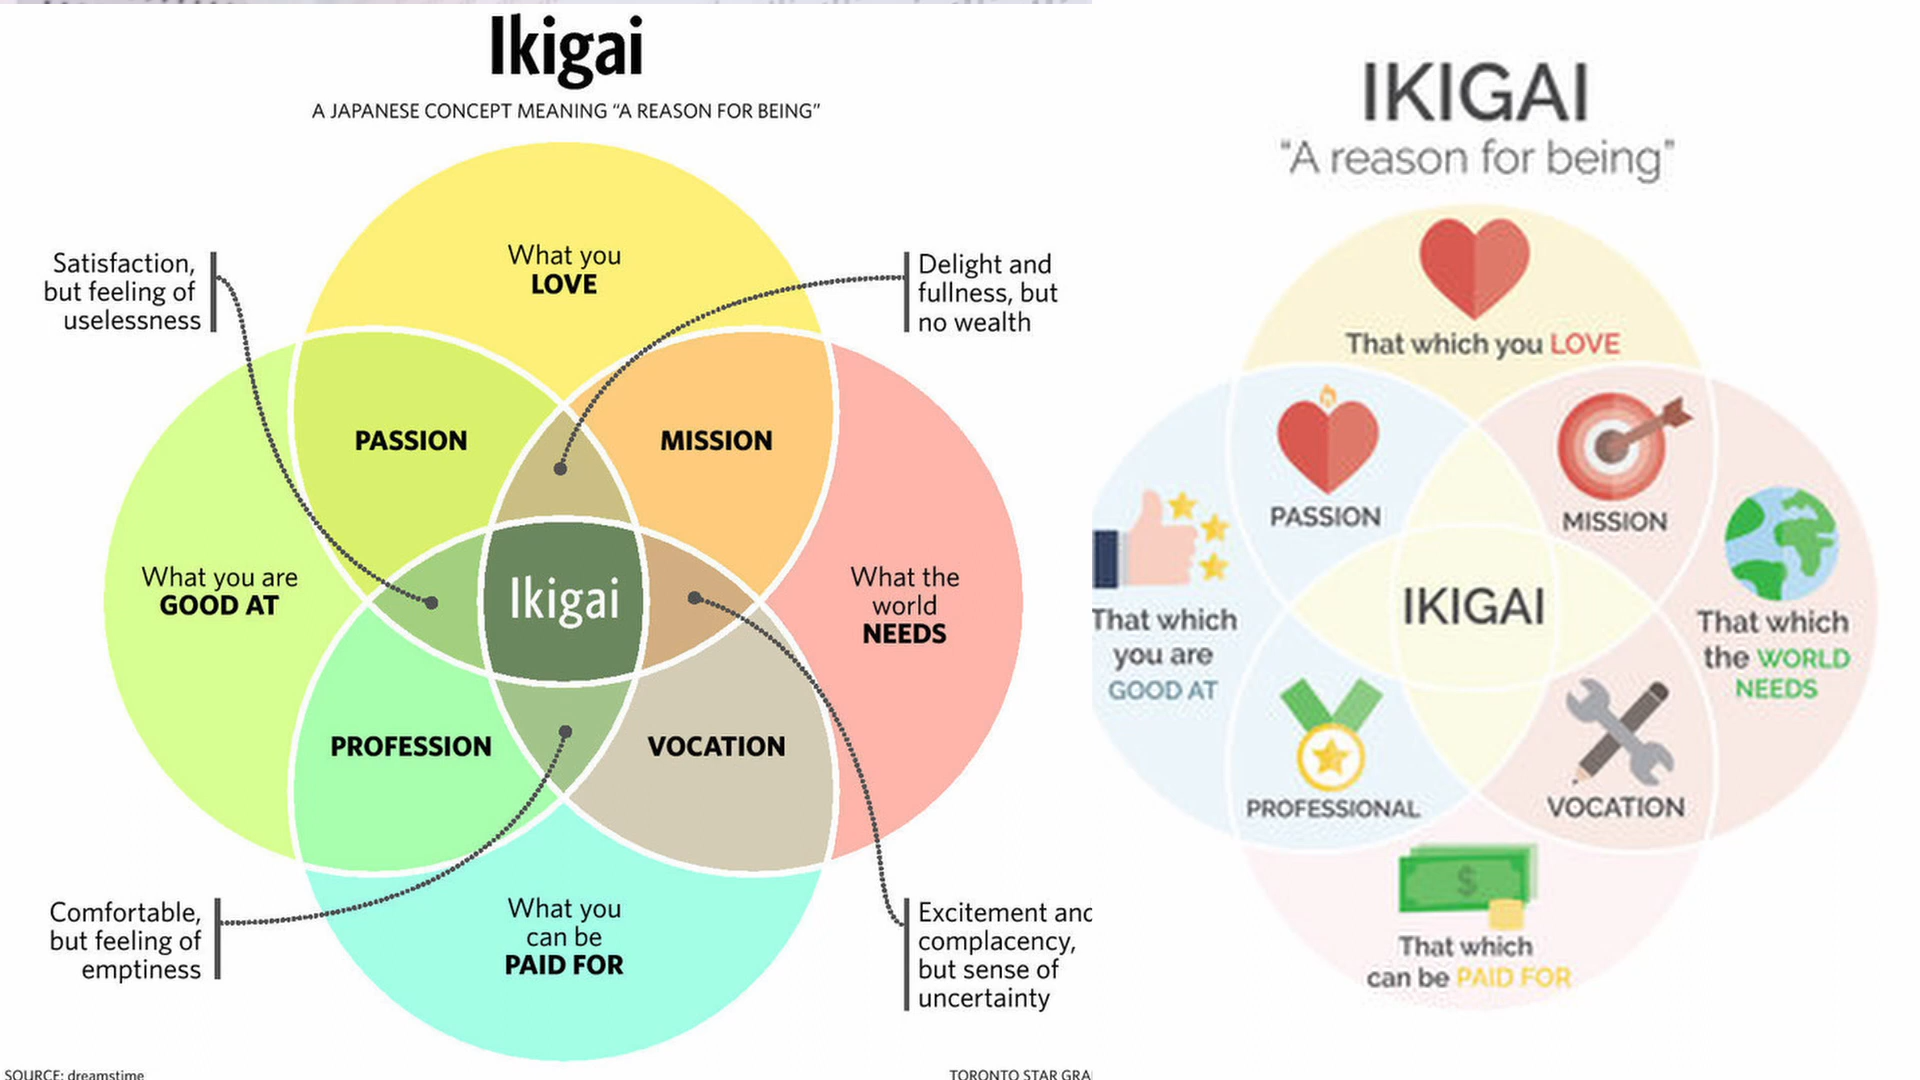 Ikigai
A JAPANESE CONCEPT MEANING “A REASON FOR BEING”
Satisfaction,
but feeling of
uselessness
What you
LOVE
Delight and
fullness, but
no wealth
PASSION
MISSION
What you are
GOOD AT
Ikigai
What the
world
NEEDS
PROFESSION
VOCATION
Comfortable,
but feeling of
emptiness
What you
can be
PAID FOR
Excitement and
complacency,
but sense of
uncertainty
SOURCE: dreamstime
TORONTO STAR GRA
IKIGAI
“A reason for being”
That which you LOVE
PASSION
MISSION
That which
you are
GOOD AT
IKIGAI
That which
the WORLD
NEEDS
PROFESSIONAL
VOCATION
That which
can be PAID FOR